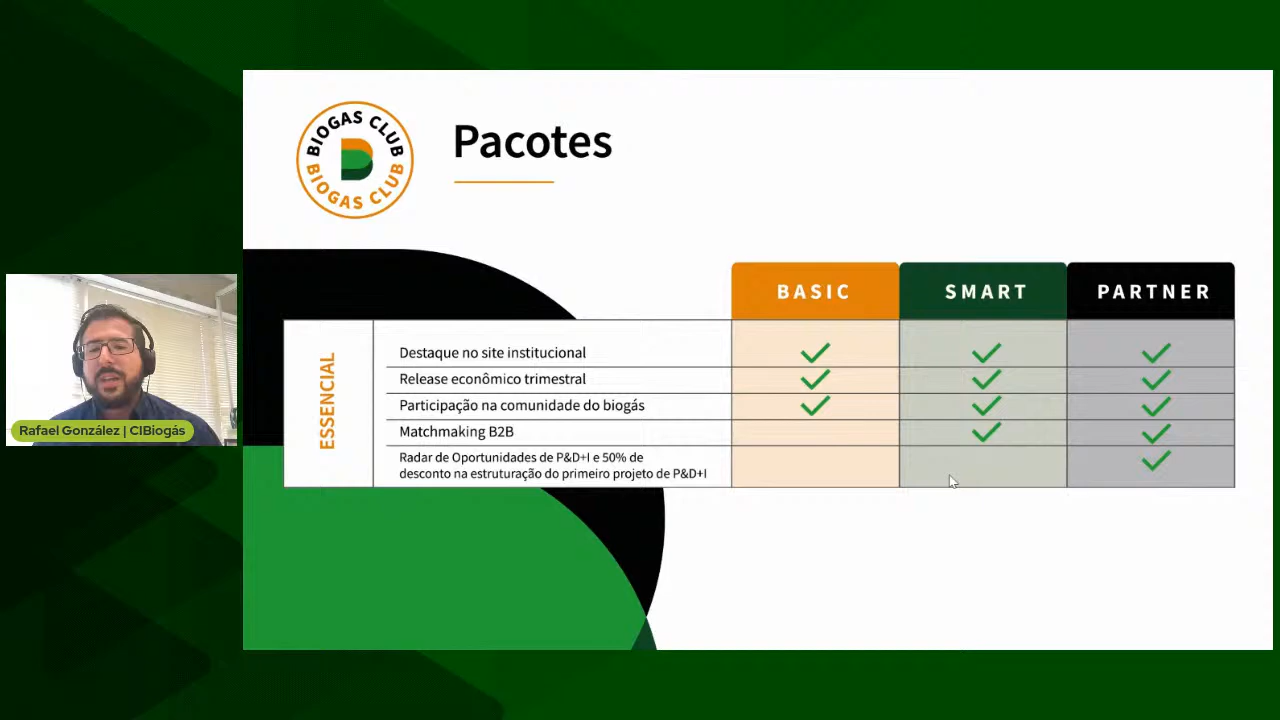 BIOGAS CLUB
BIOGAS CLUB
Pacotes
BASIC
SMART
PARTNER
ESSENCIAL
Destaque no site institucional
Release econômico trimestral
Participação na comunidade do biogás
Matchmaking B2B
Radar de Oportunidades de P&D+I e 50% de
desconto na estruturação do primeiro projeto de P&D+I
Rafael González | CIBiogás